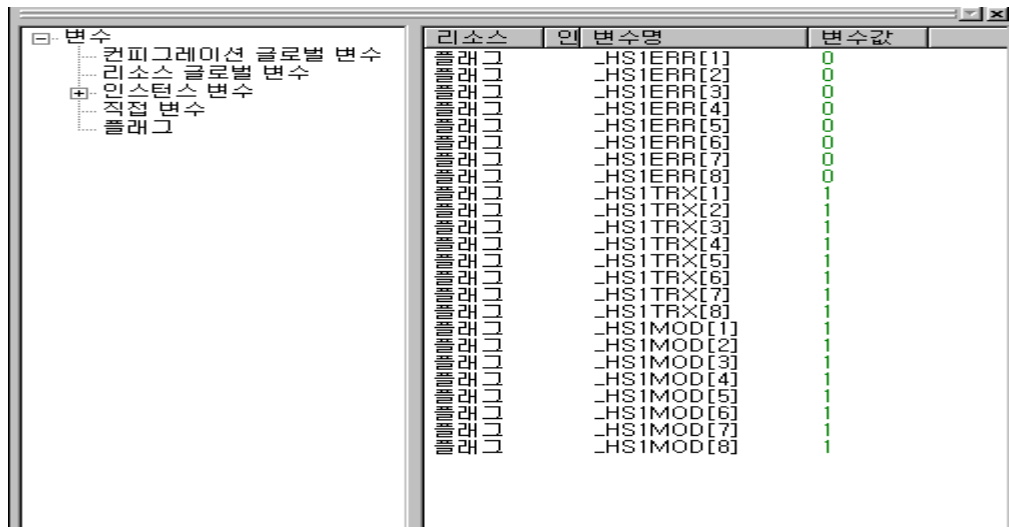 변수
컨피그레이션 글로벌 변수
리소스 글로벌 변수
인스턴스 변수
직접 변수
플래그
리소스 인 변수명 변수값
플래그 _HS1ERR[1] 0
플래그 _HS1ERR[2] 0
플래그 _HS1ERR[3] 0
플래그 _HS1ERR[4] 0
플래그 _HS1ERR[5] 0
플래그 _HS1ERR[6] 0
플래그 _HS1ERR[7] 0
플래그 _HS1ERR[8] 0
플래그 _HS1TRX[1] 1
플래그 _HS1TRX[2] 1
플래그 _HS1TRX[3] 1
플래그 _HS1TRX[4] 1
플래그 _HS1TRX[5] 1
플래그 _HS1TRX[6] 1
플래그 _HS1TRX[7] 1
플래그 _HS1TRX[8] 1
플래그 _HS1MOD[1] 1
플래그 _HS1MOD[2] 1
플래그 _HS1MOD[3] 1
플래그 _HS1MOD[4] 1
플래그 _HS1MOD[5] 1
플래그 _HS1MOD[6] 1
플래그 _HS1MOD[7] 1
플래그 _HS1MOD[8] 1